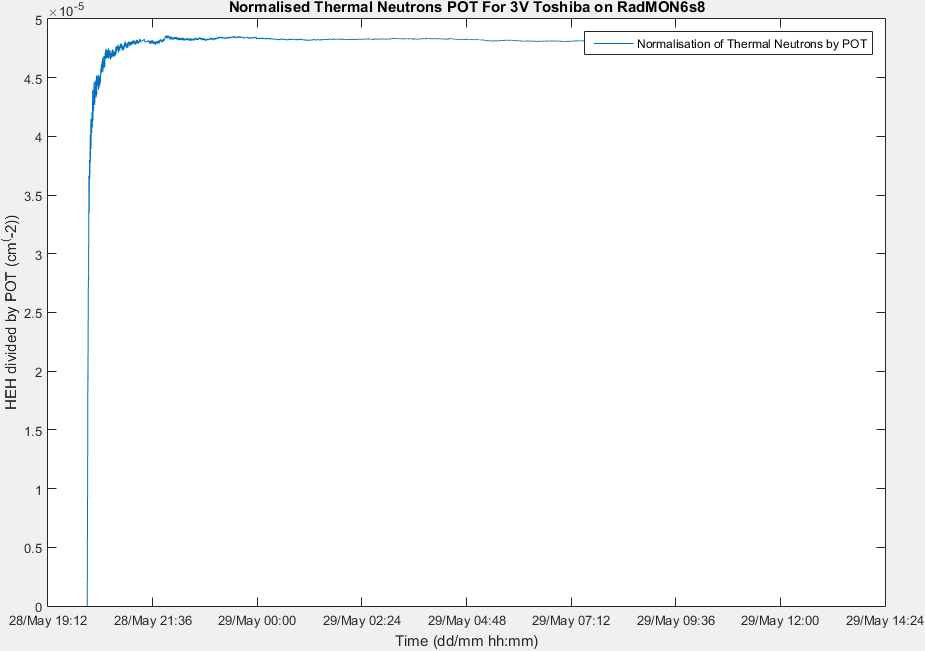 Normalised Thermal Neutrons POT For 3V Toshiba on RadMON6s8
×10^-5
Normalisation of Thermal Neutrons by POT
5
4.5
4
3.5
3
2.5
2
1.5
1
0.5
0
HEH divided by POT (cm(-2))
28/May 19:12 28/May 21:36 29/May 00:00 29/May 02:24 29/May 04:48 29/May 07:12 29/May 09:36 29/May 12:00 29/May 14:24
Time (dd/mm hh:mm)